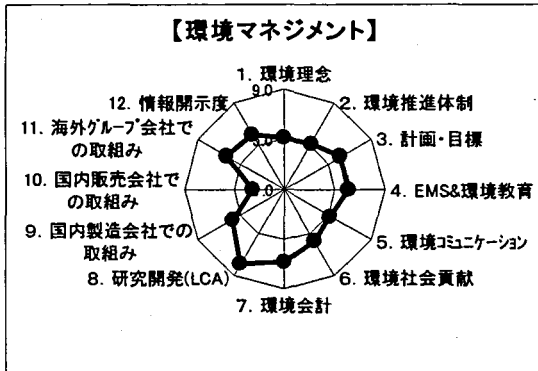 【環境マネジメント】
1. 環境理念
9.0
12. 情報開示度
2. 環境推進体制
11. 海外グループ会社で
の取組み
5.0
3. 計画・目標
10. 国内販売会社で
の取組み
4. EMS&環境教育
9. 国内製造会社での
取組み
5. 環境コミュニケーション
8. 研究開発(LCA)
6. 環境社会貢献
7. 環境会計